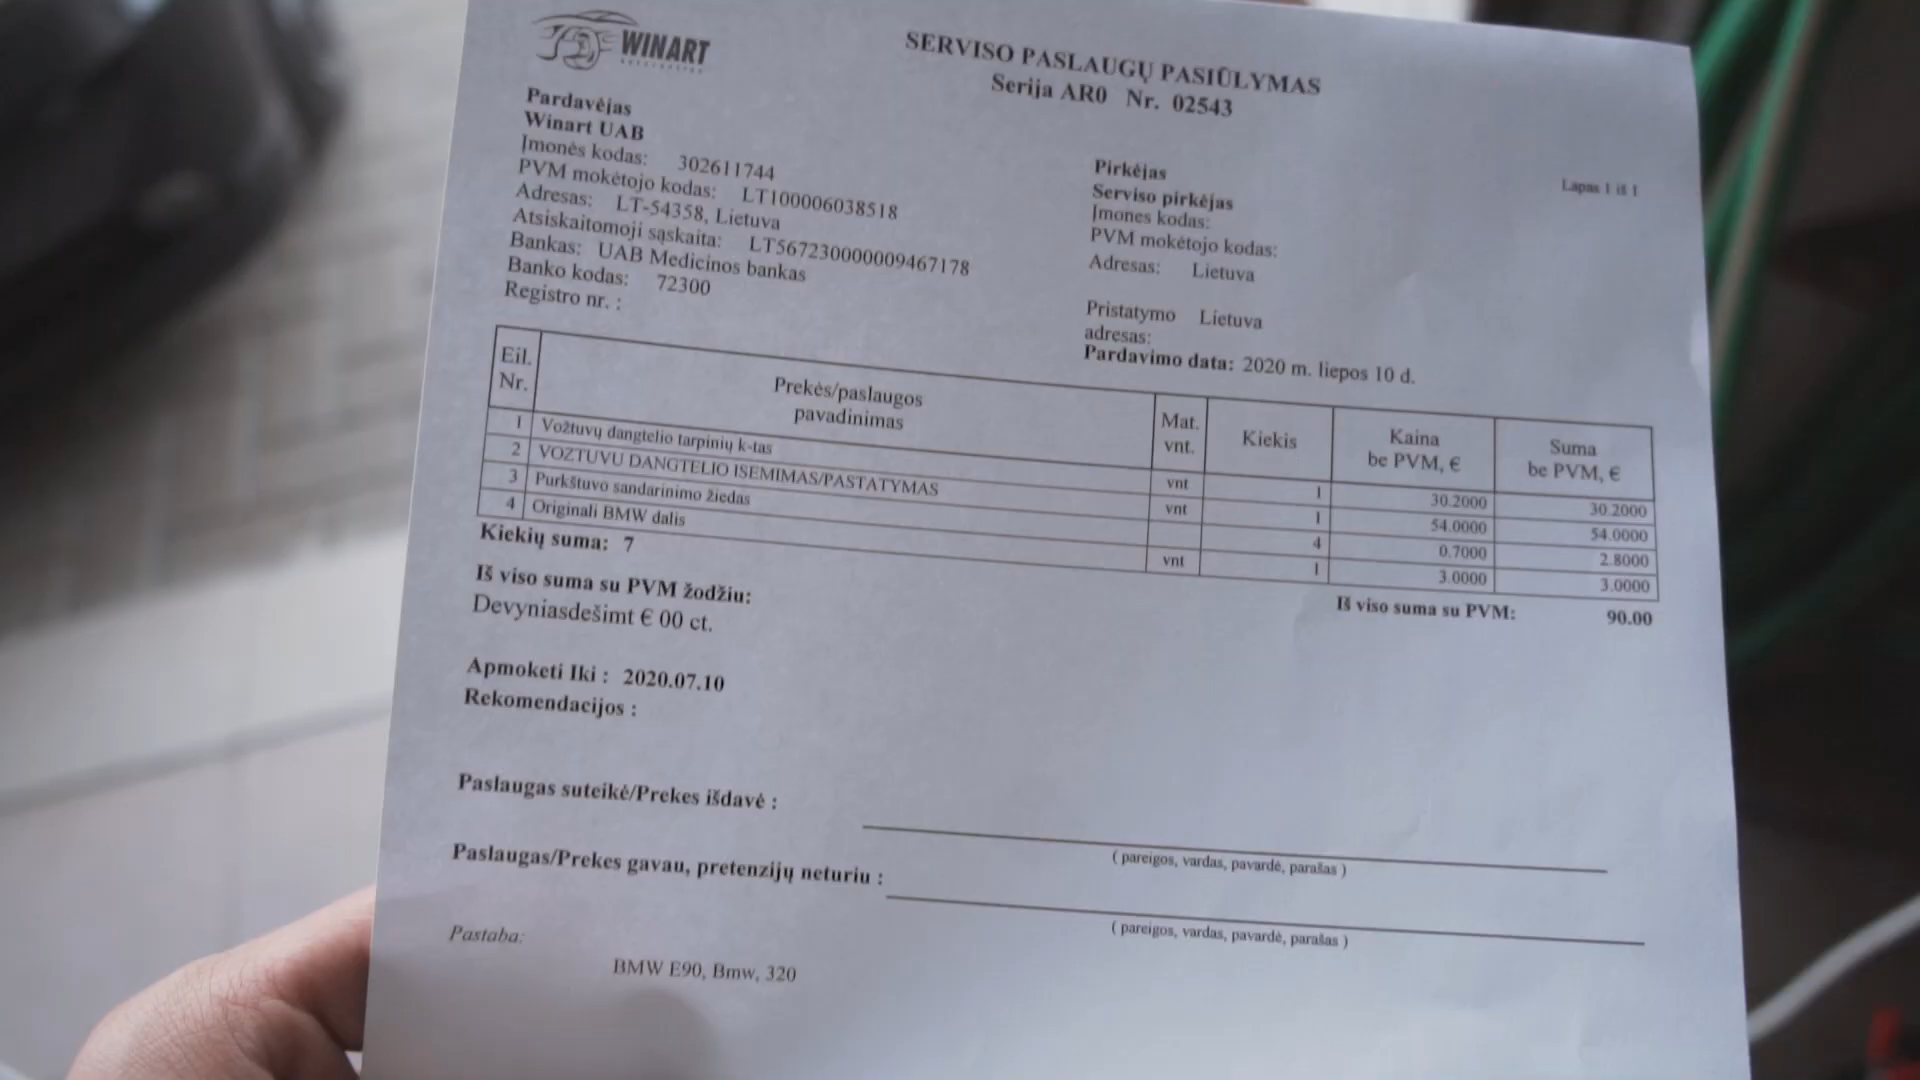 WINART
SERVISO PASLAUGŲ PASIŪLYMAS
Serija AR0 Nr. 02543
Lapas 1 iš 1
Pardavėjas
Winart UAB
Įmonės kodas: 302611744
PVM mokėtojo kodas: LT100006038518
Adresas: LT-54358, Lietuva
Atsiskaitomoji sąskaita: LT567230000009467178
Bankas: UAB Medicinos bankas
Banko kodas: 72300
Registro nr. :
Pirkėjas
Serviso pirkėjas
Įmonės kodas:
PVM mokėtojo kodas:
Adresas: Lietuva
Pristatymo Lietuva
adresas:
Pardavimo data: 2020 m. liepos 10 d.
Eil. Nr. Prekės/paslaugos pavadinimas Mat. vnt. Kiekis Kaina be PVM, € Suma be PVM, €
1 Vožtuvų dangtelio tarpinių k-tas vnt 1 30.2000 30.2000
2 VOZTUVU DANGTELIO ISEMIMAS/PASTATYMAS vnt 1 54.0000 54.0000
3 Purkštuvo sandarinimo žiedas 4 0.7000 2.8000
4 Originali BMW dalis vnt 1 3.0000 3.0000
Kiekių suma: 7
Iš viso suma su PVM: 90.00
Iš viso suma su PVM žodžiu:
Devyniasdešimt € 00 ct.
Apmoketi Iki : 2020.07.10
Rekomendacijos :
Paslaugas suteikė/Prekes išdavė :
( pareigos, vardas, pavardė, parašas )
Paslaugas/Prekes gavau, pretenzijų neturiu :
( pareigos, vardas, pavardė, parašas )
Pastaba:
BMW E90, Bmw, 320